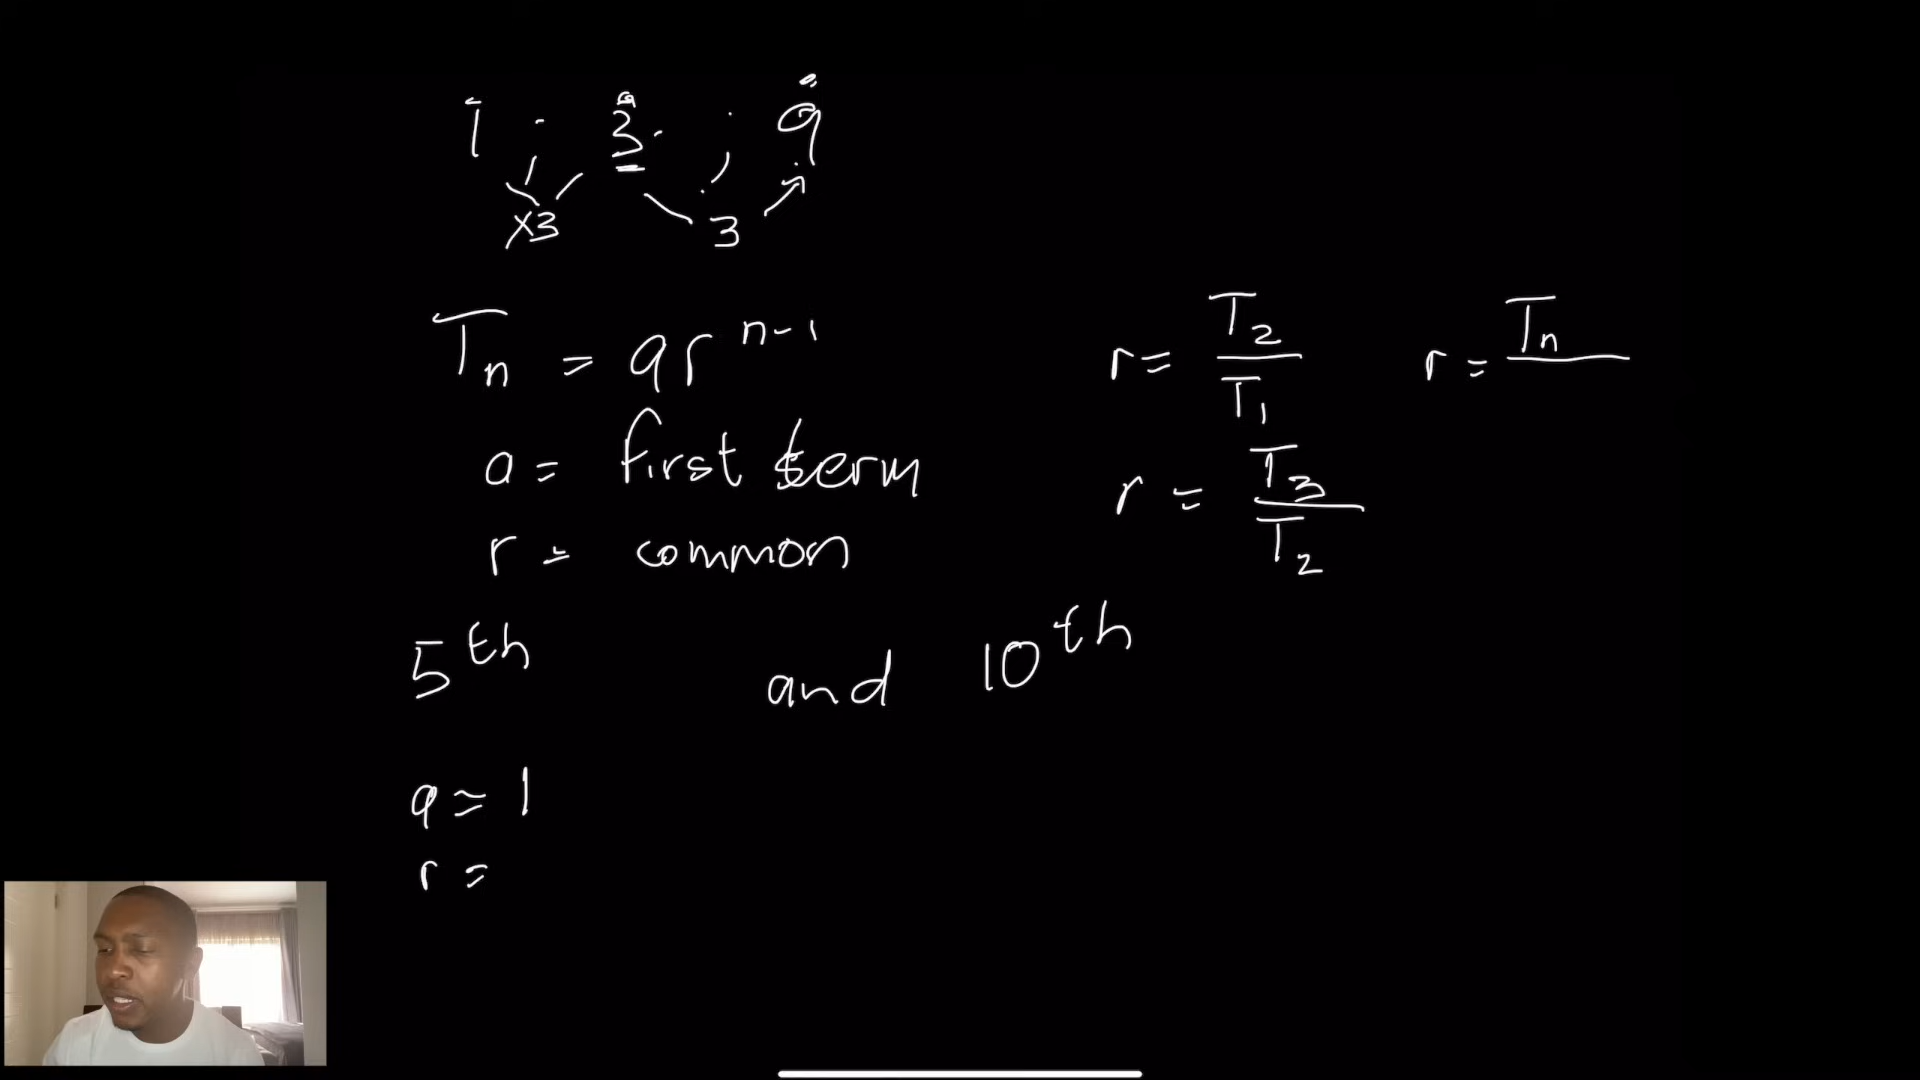 1 ; 3 ; 9
x3 3
Tn = ar^n-1
a = first term
r = common
r = T2/T1
r = Tn
r = T3/T2
5th and 10th
a = 1
r =